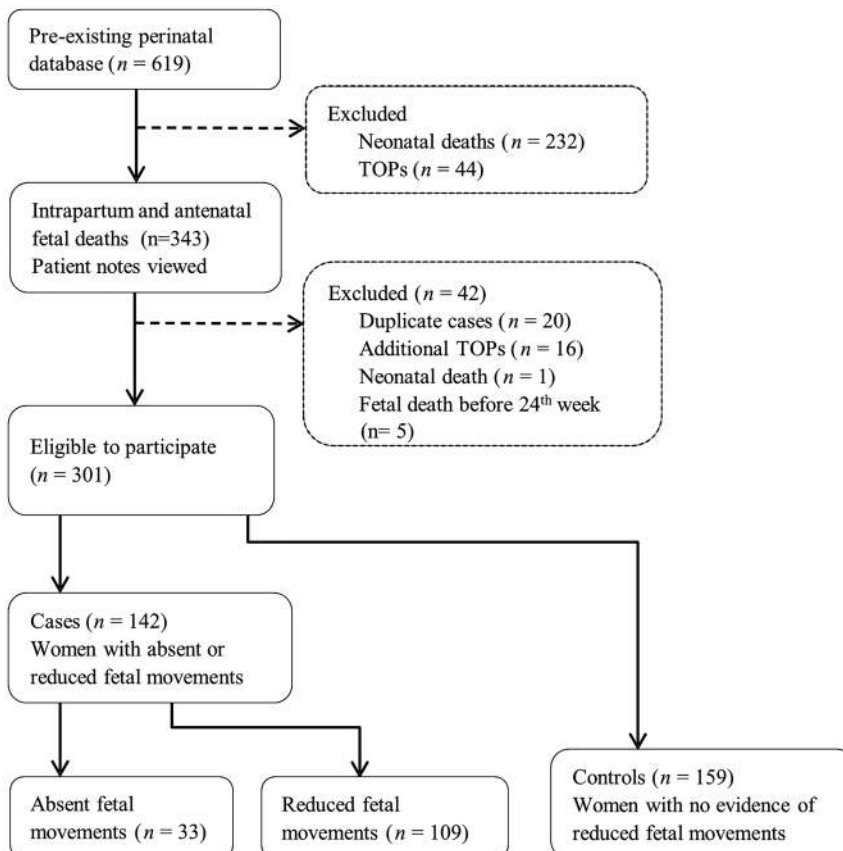 Pre-existing perinatal
database (n = 619)
Excluded
Neonatal deaths (n = 232)
TOPs (n = 44)
Intrapartum and antenatal
fetal deaths (n=343)
Patient notes viewed
Excluded (n = 42)
Duplicate cases (n = 20)
Additional TOPs (n = 16)
Neonatal death (n = 1)
Fetal death before 24th week
(n= 5)
Eligible to participate
(n = 301)
Cases (n = 142)
Women with absent or
reduced fetal movements
Absent fetal
movements (n = 33)
Reduced fetal
movements (n = 109)
Controls (n = 159)
Women with no evidence of
reduced fetal movements